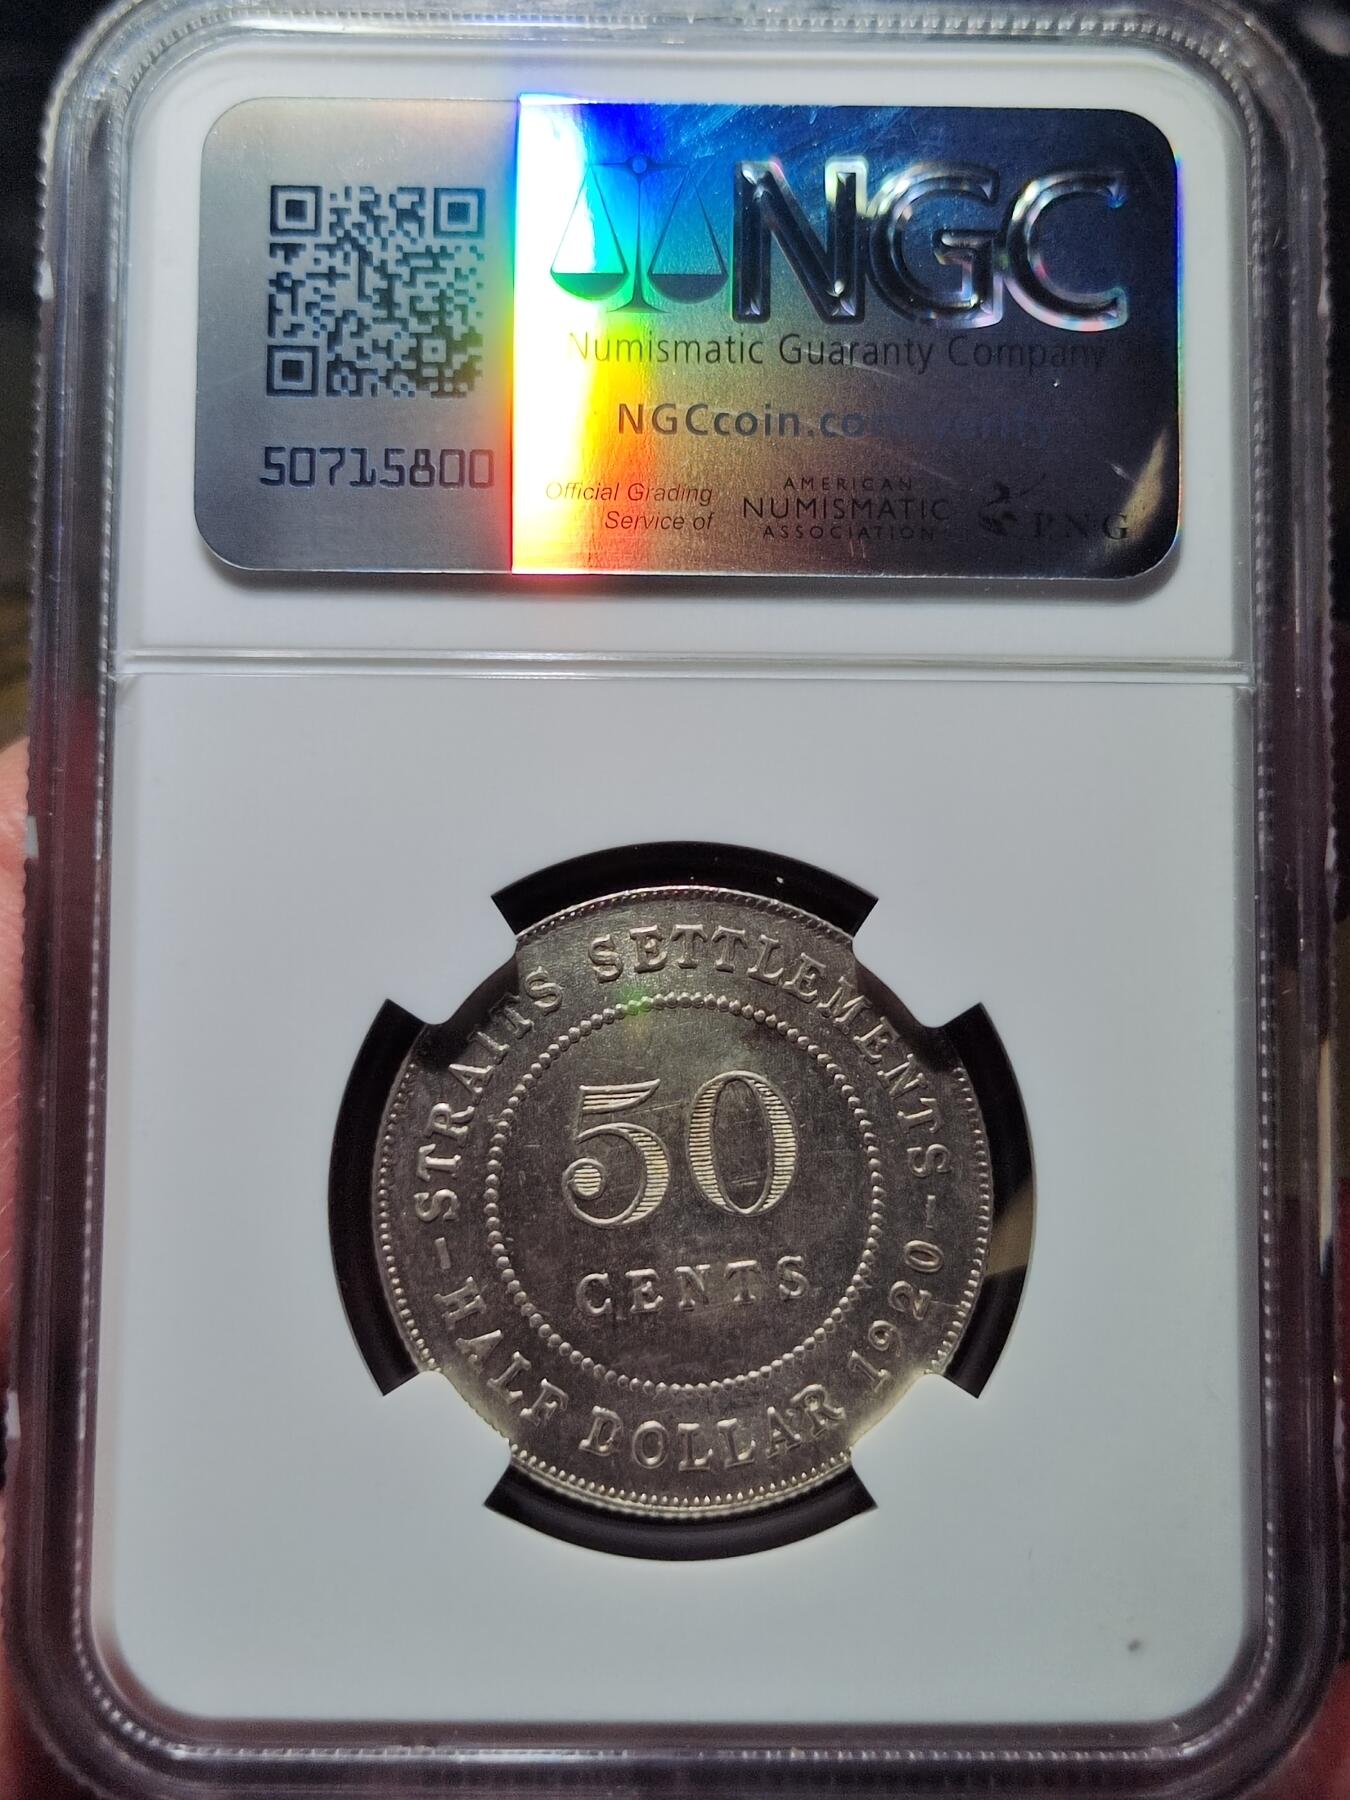 NGC
Numismatic Guaranty Company
NGCcoin.com/verify
50715800
Official Grading
Service of
AMERICAN
NUMISMATIC
ASSOCIATION
PNG
STRAITS SETTLEMENTS
50
CENTS
HALF DOLLAR 1920